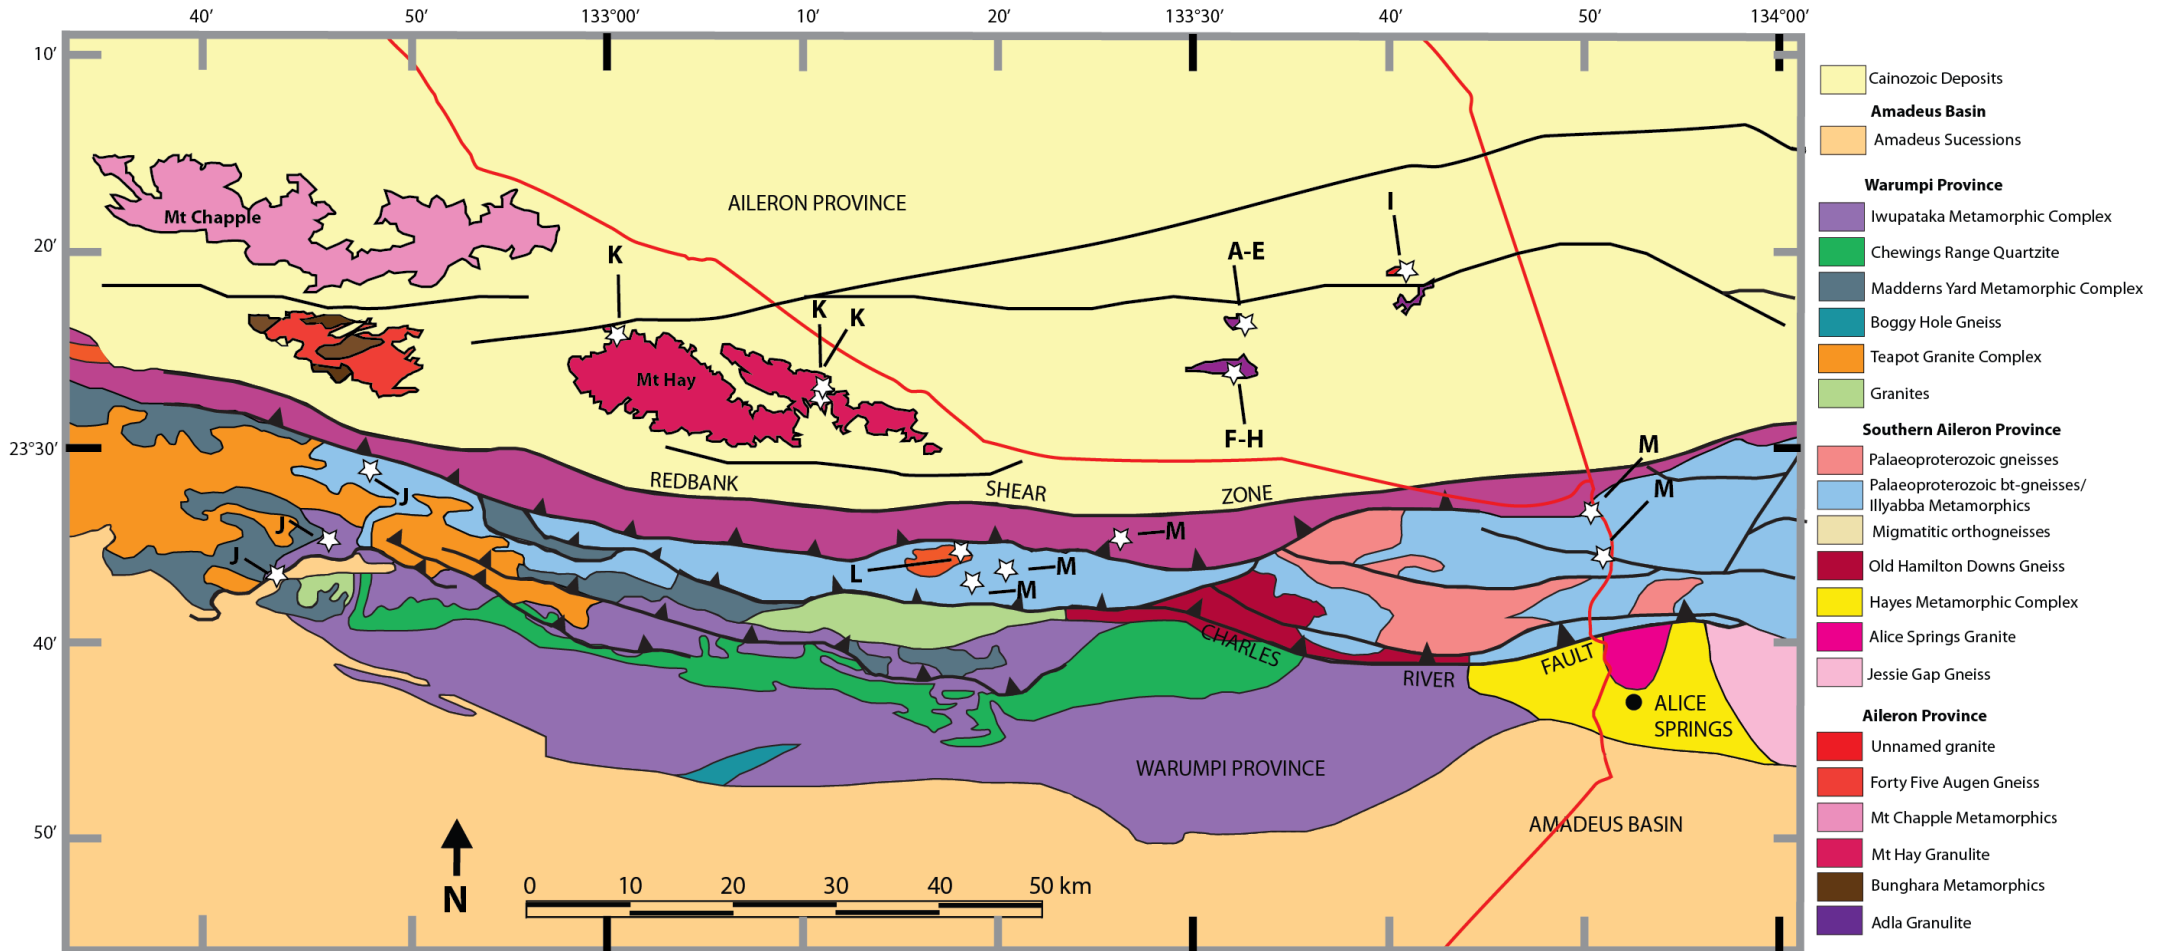 40′ 50′ 133°00′ 10′ 20′ 133°30′ 40′ 50′ 134°00′
10′
20′
23°30′
40′
50′
Mt Chapple
AILERON PROVINCE
I
K
A-E
K
K
Mt Hay
F-H
REDBANK SHEAR ZONE
M
M
J
J
J
M
L
M
M
CHARLES
RIVER
FAULT
ALICE
SPRINGS
WARUMPI PROVINCE
AMADEUS BASIN
N
0 10 20 30 40 50 km
Cainozoic Deposits
Amadeus Basin
Amadeus Sucessions
Warumpi Province
Iwupataka Metamorphic Complex
Chewings Range Quartzite
Madderns Yard Metamorphic Complex
Boggy Hole Gneiss
Teapot Granite Complex
Granites
Southern Aileron Province
Palaeoproterozoic gneisses
Palaeoproterozoic bt-gneisses/
Illyabba Metamorphics
Migmatitic orthogneisses
Old Hamilton Downs Gneiss
Hayes Metamorphic Complex
Alice Springs Granite
Jessie Gap Gneiss
Aileron Province
Unnamed granite
Forty Five Augen Gneiss
Mt Chapple Metamorphics
Mt Hay Granulite
Bunghara Metamorphics
Adla Granulite